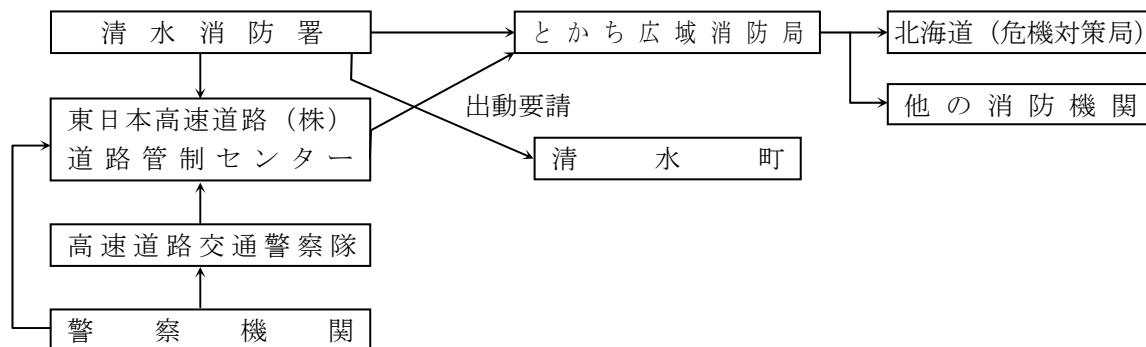 清水消防署
とかち広域消防局
北海道（危機対策局）
他の消防機関
東日本高速道路（株）
道路管制センター
出動要請
清水町
高速道路交通警察隊
警察機関